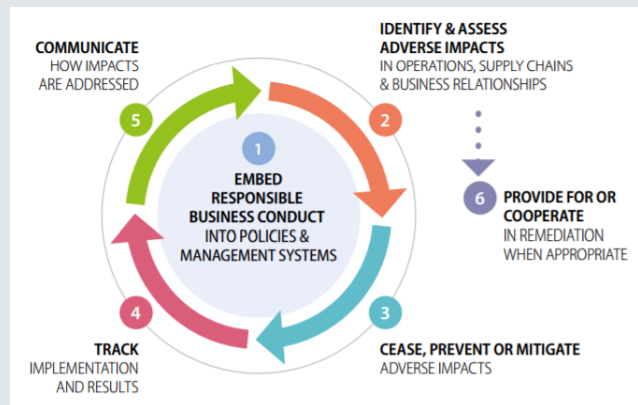 1
EMBED
RESPONSIBLE
BUSINESS CONDUCT
INTO POLICIES &
MANAGEMENT SYSTEMS
IDENTIFY & ASSESS
ADVERSE IMPACTS
IN OPERATIONS, SUPPLY CHAINS
& BUSINESS RELATIONSHIPS
2
3
CEASE, PREVENT OR MITIGATE
ADVERSE IMPACTS
4
TRACK
IMPLEMENTATION
AND RESULTS
COMMUNICATE
HOW IMPACTS
ARE ADDRESSED
5
6
PROVIDE FOR OR
COOPERATE
IN REMEDIATION
WHEN APPROPRIATE